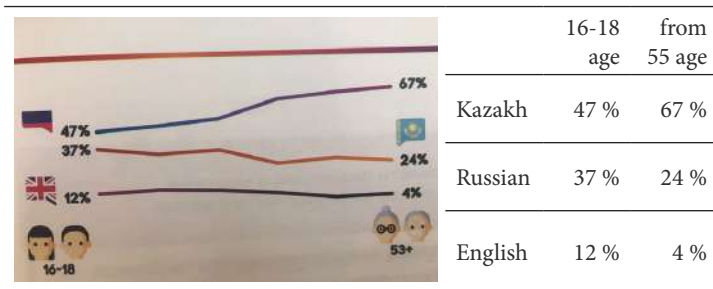 16-18 from
age 55 age
67%
47%
37%
24%
12%
4%
53+
16-18
Kazakh 47 % 67 %
Russian 37 % 24 %
English 12 % 4 %